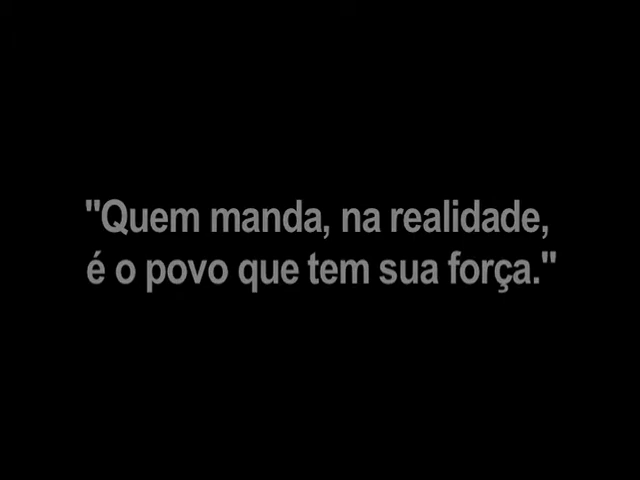 "Quem manda, na realidade,
é o povo que tem sua força."